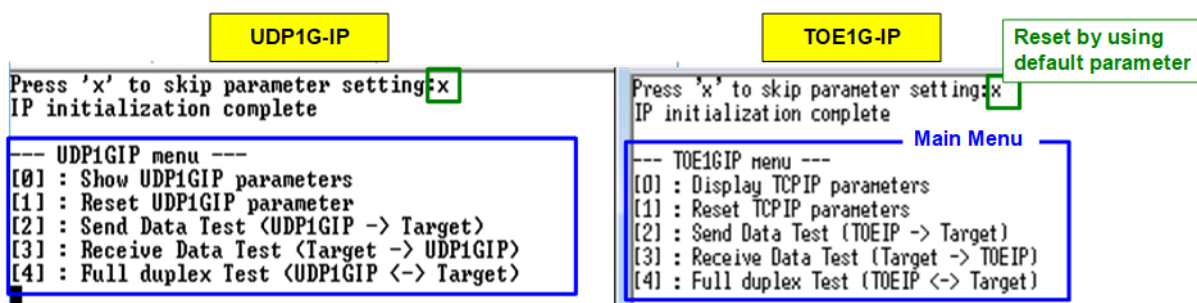 UDP1G-IP
Press 'x' to skip parameter setting:x
IP initialization complete
--- UDP1GIP menu ---
[0] : Show UDP1GIP parameters
[1] : Reset UDP1GIP parameter
[2] : Send Data Test (UDP1GIP -> Target)
[3] : Receive Data Test (Target -> UDP1GIP)
[4] : Full duplex Test (UDP1GIP <-> Target)
TOE1G-IP
Reset by using
default parameter
Press 'x' to skip parameter setting:x
IP initialization complete
Main Menu
--- TOE1GIP menu ---
[0] : Display TCPIP parameters
[1] : Reset TCPIP parameters
[2] : Send Data Test (TOEIP -> Target)
[3] : Receive Data Test (Target -> TOEIP)
[4] : Full duplex Test (TOEIP <-> Target)